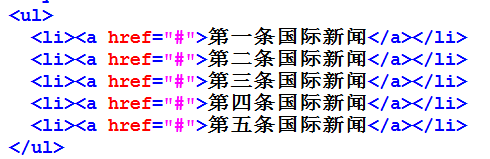 <ul>
<li><a href="#">第一条国际新闻</a></li>
<li><a href="#">第二条国际新闻</a></li>
<li><a href="#">第三条国际新闻</a></li>
<li><a href="#">第四条国际新闻</a></li>
<li><a href="#">第五条国际新闻</a></li>
</ul>